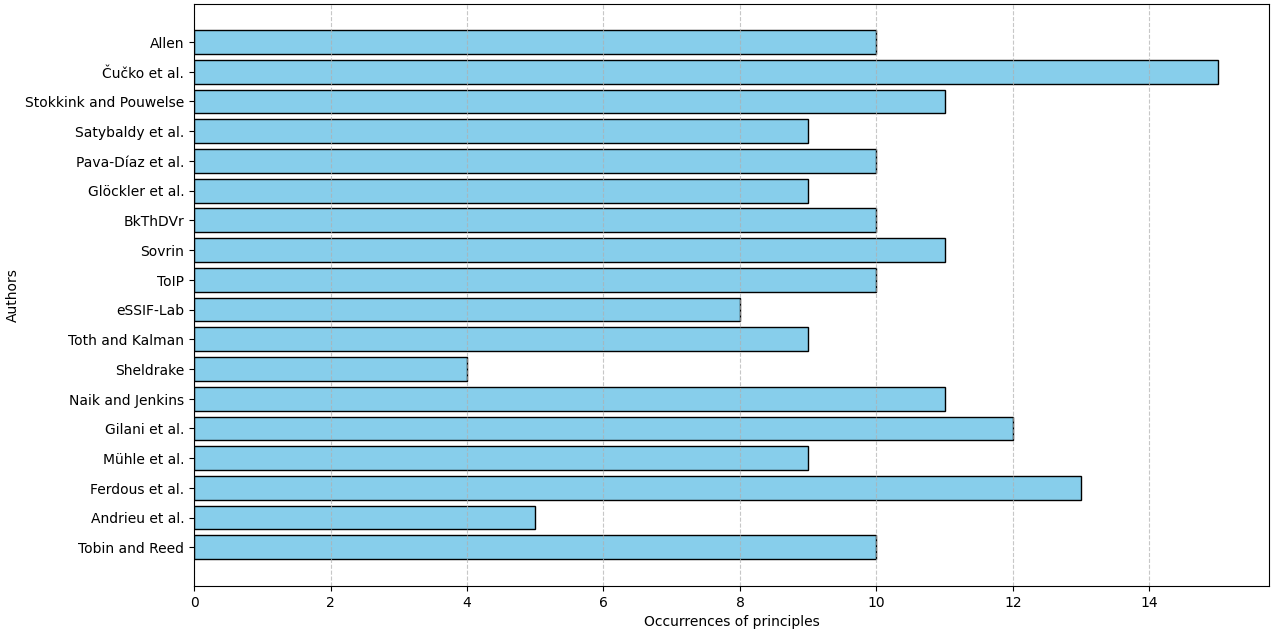 Allen
Čučko et al.
Stokkink and Pouwelse
Satybaldy et al.
Pava-Díaz et al.
Glöckler et al.
BkThDVr
Sovrin
ToIP
eSSIF-Lab
Toth and Kalman
Sheldrake
Naik and Jenkins
Gilani et al.
Mühle et al.
Ferdous et al.
Andrieu et al.
Tobin and Reed
Authors
0 2 4 6 8 10 12 14
Occurrences of principles